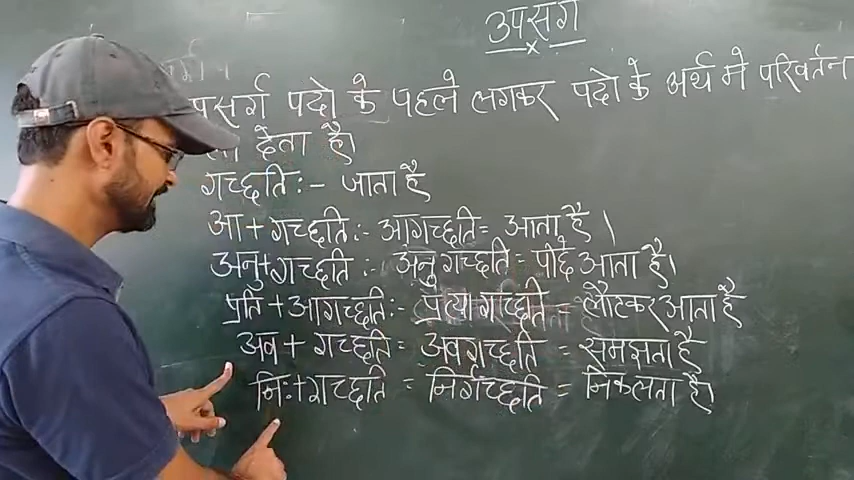 उपसर्ग
पसर्ग पदो के पहले लगकर पदो के अर्थ मे परिवर्तन
ला देता है।
गच्छति:- जाता है
आ + गच्छति:- आगच्छति = आता है।
अनु+गच्छति:- अनुगच्छति = पीछे आता है।
प्रति + आगच्छति:- प्रत्यागच्छति = लौटकर आता है
अव + गच्छति = अवगच्छति = समझता है
निः+गच्छति = निर्गच्छति = निकलता है।